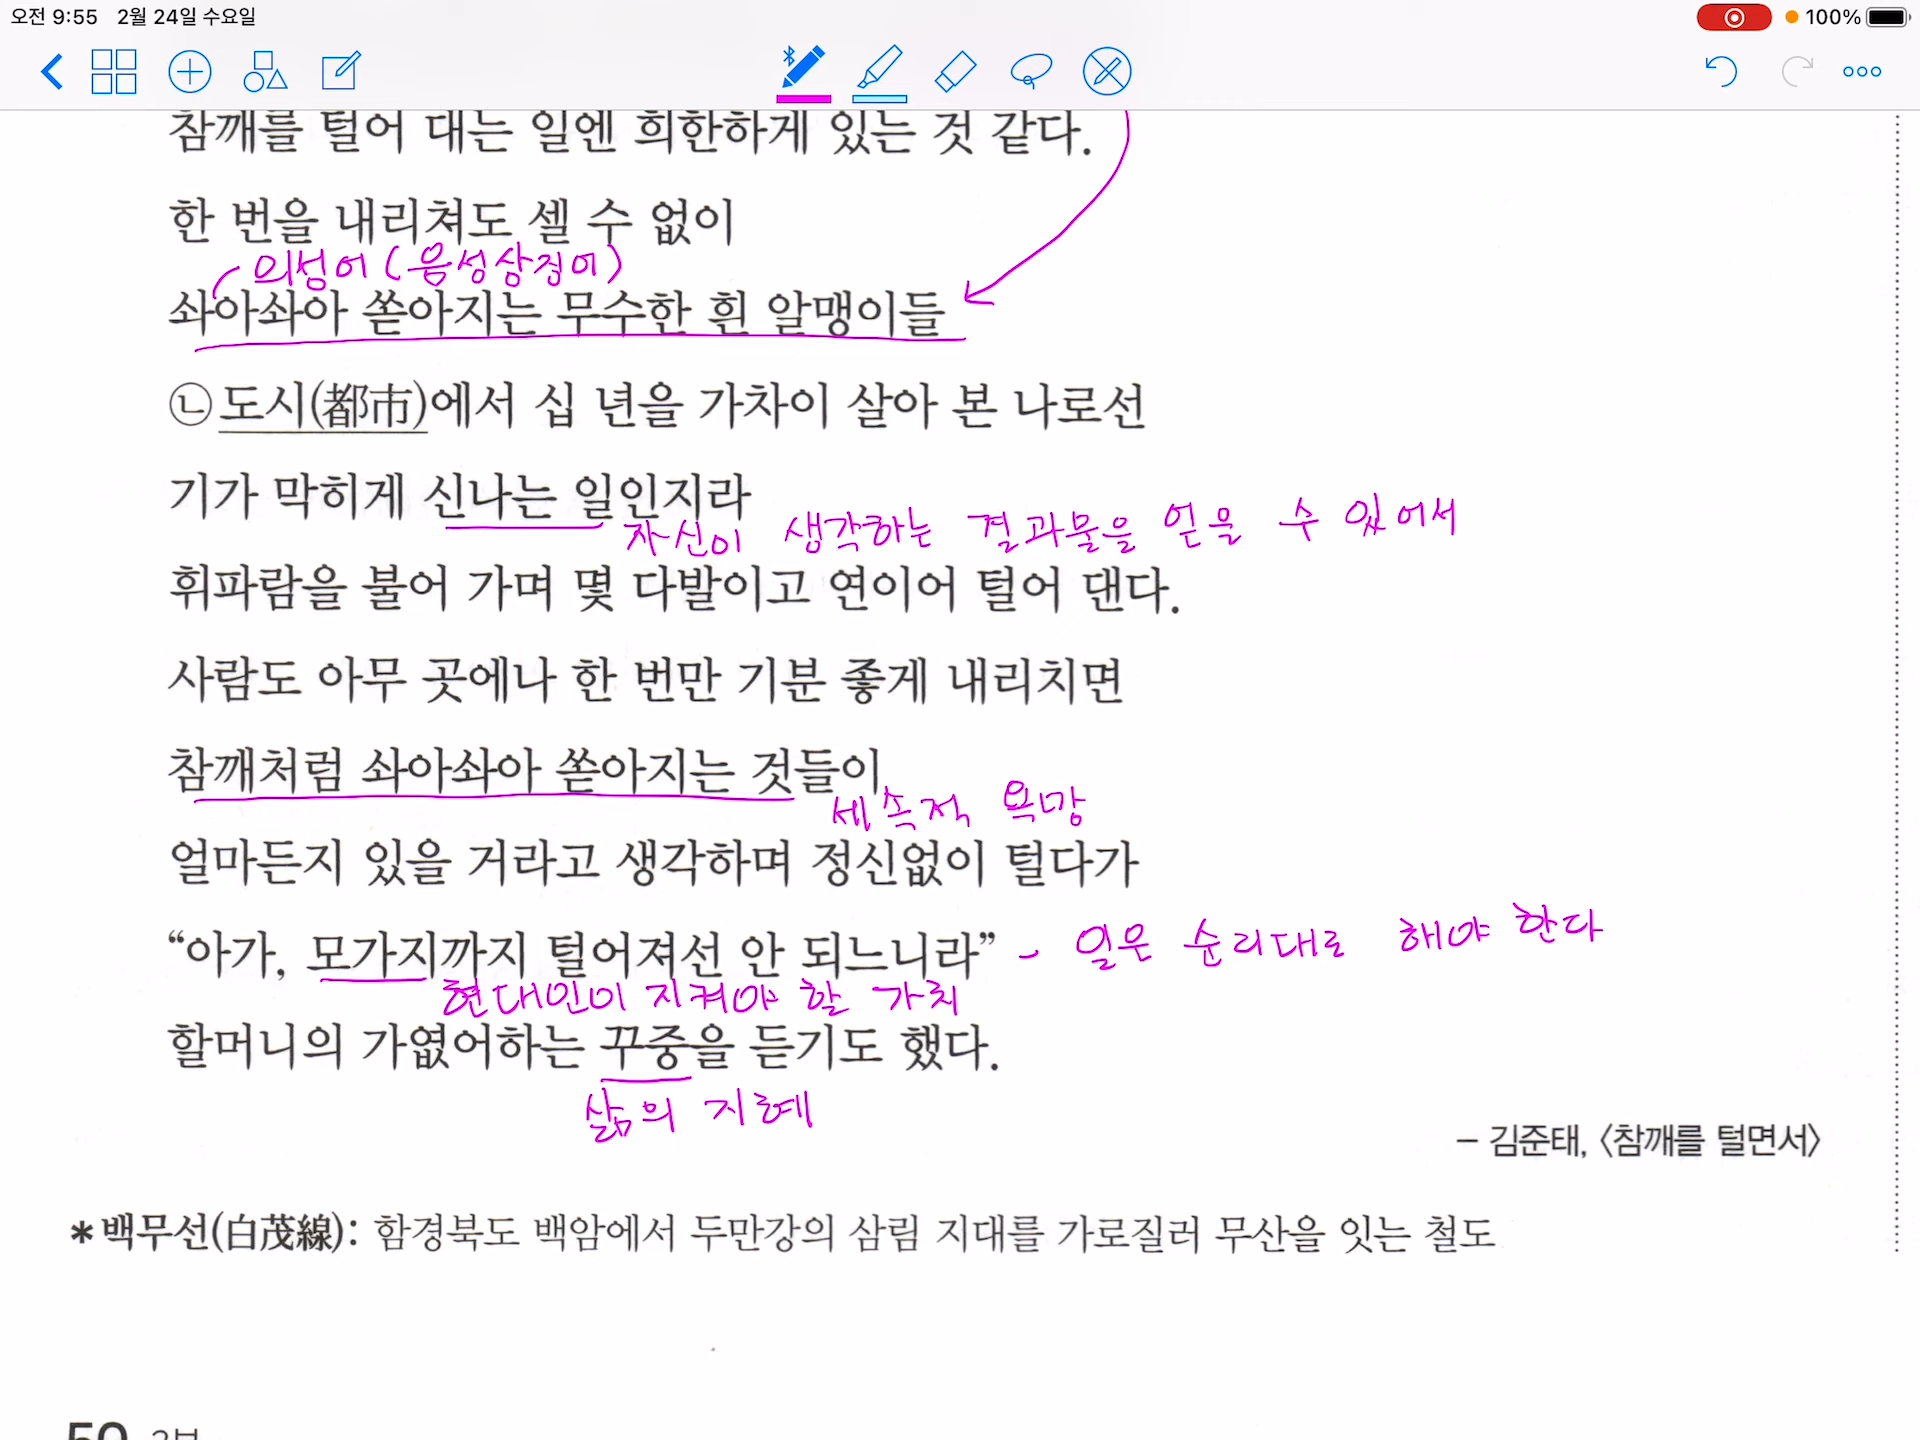 오전 9:55 2월 24일 수요일
100%
참깨를 털어 대는 일엔 희한하게 있는 것 같다.
한 번을 내리쳐도 셀 수 없이
의성어(음성상징어)
솨아솨아 쏟아지는 무수한 흰 알맹이들
㉡도시(都市)에서 십 년을 가차이 살아 본 나로선
기가 막히게 신나는 일인지라
자신이 생각하는 결과물을 얻을 수 있어서
휘파람을 불어 가며 몇 다발이고 연이어 털어 댄다.
사람도 아무 곳에나 한 번만 기분 좋게 내리치면
참깨처럼 솨아솨아 쏟아지는 것들이
세속적 욕망
얼마든지 있을 거라고 생각하며 정신없이 털다가
“아가, 모가지까지 털어져선 안 되느니라” - 일은 순리대로 해야 한다
현대인이 지켜야 할 가치
할머니의 가엾어하는 꾸중을 듣기도 했다.
삶의 지혜
– 김준태, 〈참깨를 털면서〉
*백무선(白茂線): 함경북도 백암에서 두만강의 삼림 지대를 가로질러 무산을 잇는 철도